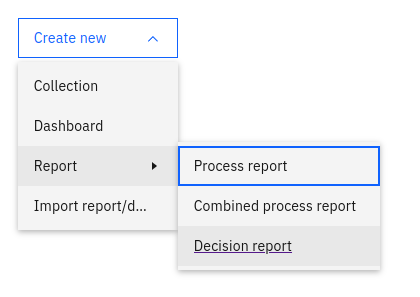 Create new
Collection
Dashboard
Report
Import report/d...
Process report
Combined process report
Decision report